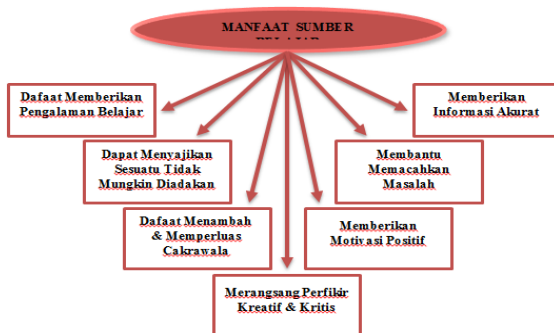 MANFAAT SUMBER
BELAJAR
Dafaat Memberikan
Pengalaman Belajar
Memberikan
Informasi Akurat
Dapat Menyajikan
Sesuatu Tidak
Mungkin Diadakan
Membantu
Memacahkan
Masalah
Dafaat Menambah
& Memperluas
Cakrawala
Memberikan
Motivasi Positif
Merangsang Perfikir
Kreatif & Kritis